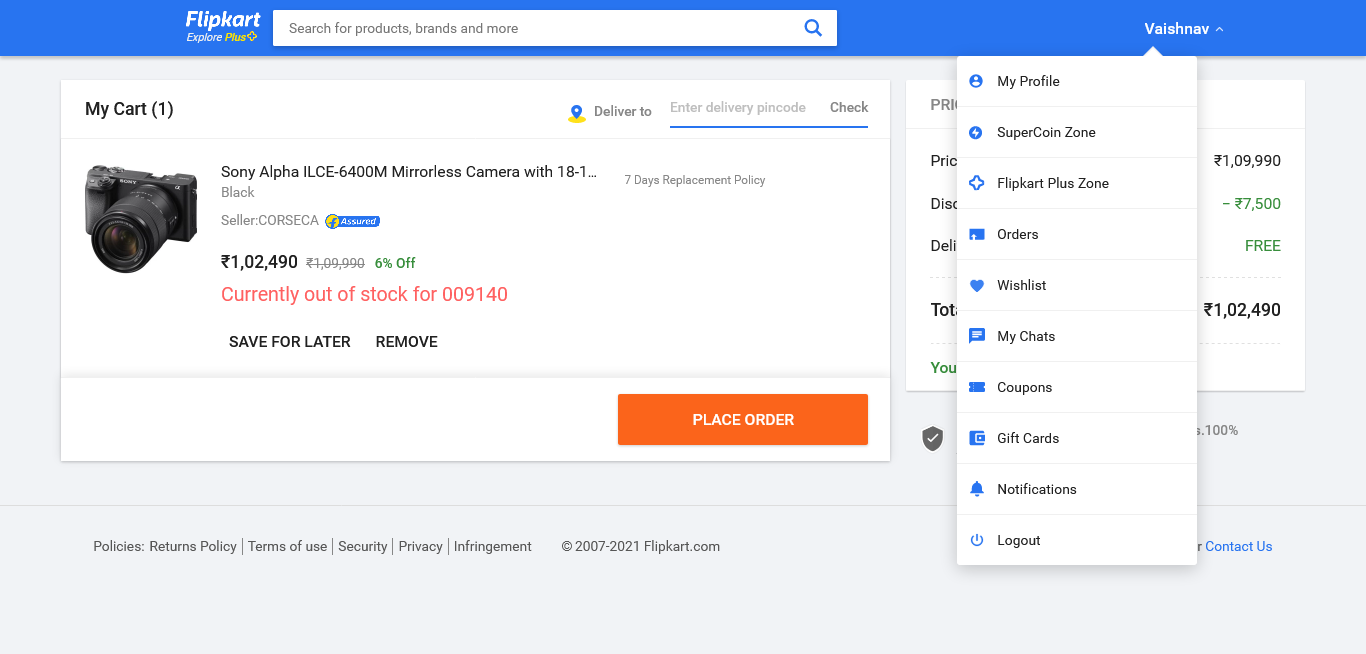 Flipkart
Explore Plus
Search for products, brands and more
Vaishnav
My Cart (1)
Deliver to
Enter delivery pincode
Check
SONY
α
Sony Alpha ILCE-6400M Mirrorless Camera with 18-1...
Black
Seller:CORSECA
Assured
₹1,02,490 ₹1,09,990 6% Off
Currently out of stock for 009140
7 Days Replacement Policy
SAVE FOR LATER
REMOVE
PLACE ORDER
₹1,09,990
− ₹7,500
FREE
₹1,02,490
You
100%
My Profile
SuperCoin Zone
Flipkart Plus Zone
Orders
Wishlist
My Chats
Coupons
Gift Cards
Notifications
Logout
Policies: Returns Policy | Terms of use | Security | Privacy | Infringement
© 2007-2021 Flipkart.com
Contact Us